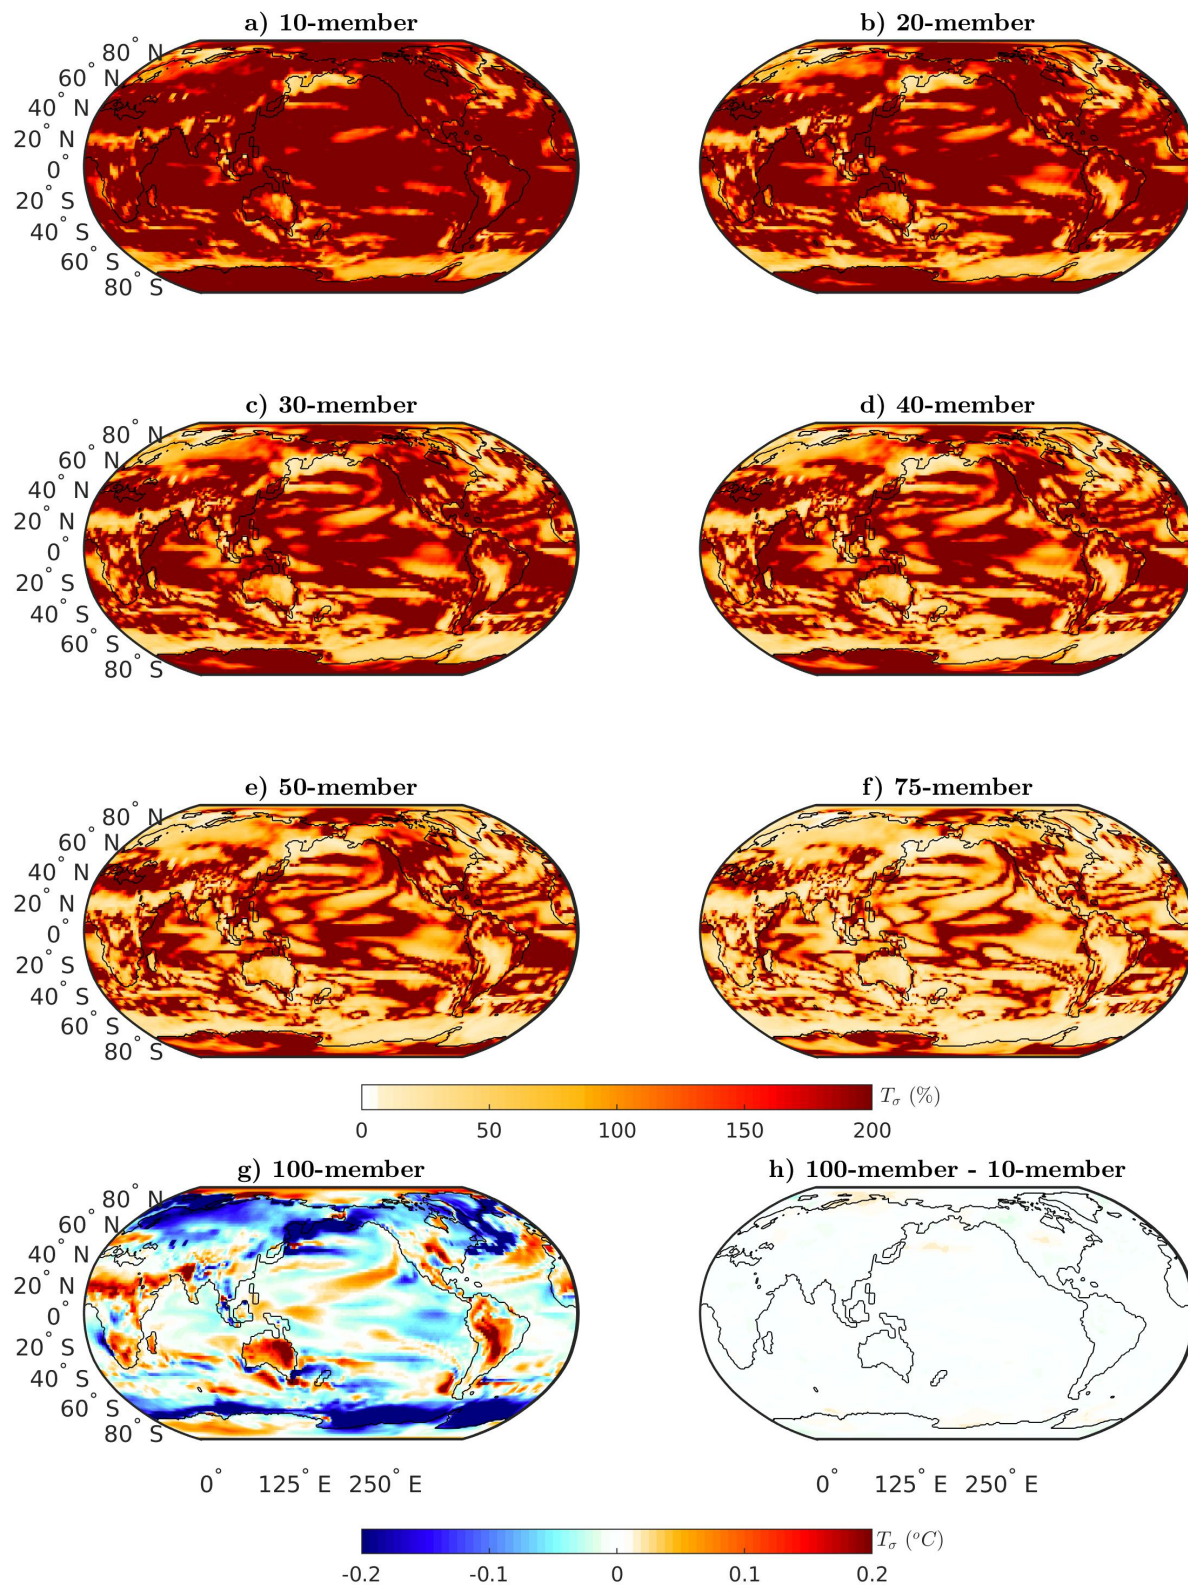 a) 10-member
b) 20-member
80° N
60° N
40° N
20° N
0°
20° S
40° S
60° S
80° S
c) 30-member
d) 40-member
80° N
60° N
40° N
20° N
0°
20° S
40° S
60° S
80° S
e) 50-member
f) 75-member
80° N
60° N
40° N
20° N
0°
20° S
40° S
60° S
80° S
Tσ (%)
0 50 100 150 200
g) 100-member
h) 100-member - 10-member
80° N
60° N
40° N
20° N
0°
20° S
40° S
60° S
80° S
0° 125° E 250° E
0° 125° E 250° E
Tσ (°C)
-0.2 -0.1 0 0.1 0.2